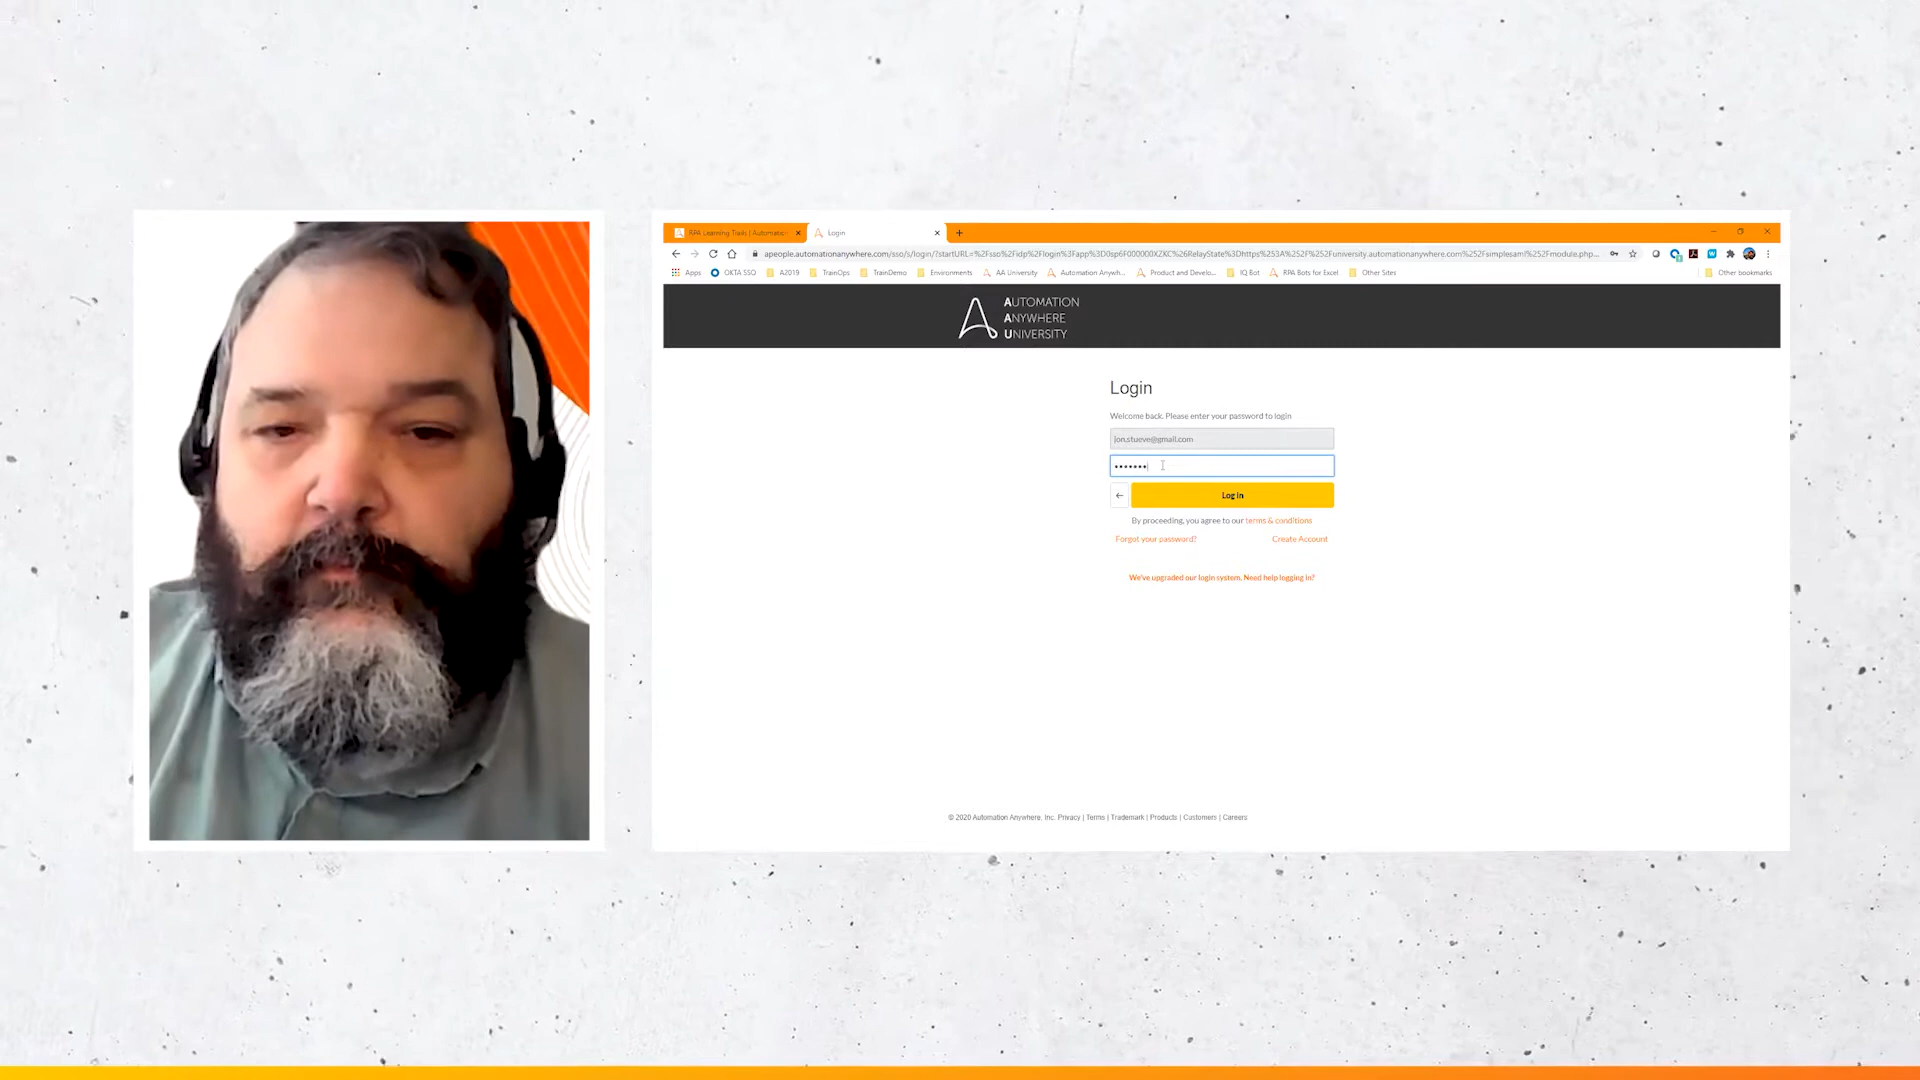 RPA Learning Trails | Automation
Login
apeople.automationanywhere.com/sso/s/login/?startURL=%2Fsso%2Fidp%2Flogin%3Fapp%3D0sp6F000000XZKC%26RelayState%3Dhttps%253A%252F%252Funiversity.automationanywhere.com%252Fsimplesaml%252Fmodule.php...
Apps OKTA SSO A2019 TrainOps TrainDemo Environments AA University Automation Anywh... Product and Develo... IQ Bot RPA Bots for Excel Other Sites Other bookmarks
AUTOMATION
ANYWHERE
UNIVERSITY
Login
Welcome back. Please enter your password to login
jon.stueve@gmail.com
•••••••
Log in
By proceeding, you agree to our terms & conditions
Forgot your password? Create Account
We've upgraded our login system. Need help logging in?
© 2020 Automation Anywhere, Inc. Privacy | Terms | Trademark | Products | Customers | Careers